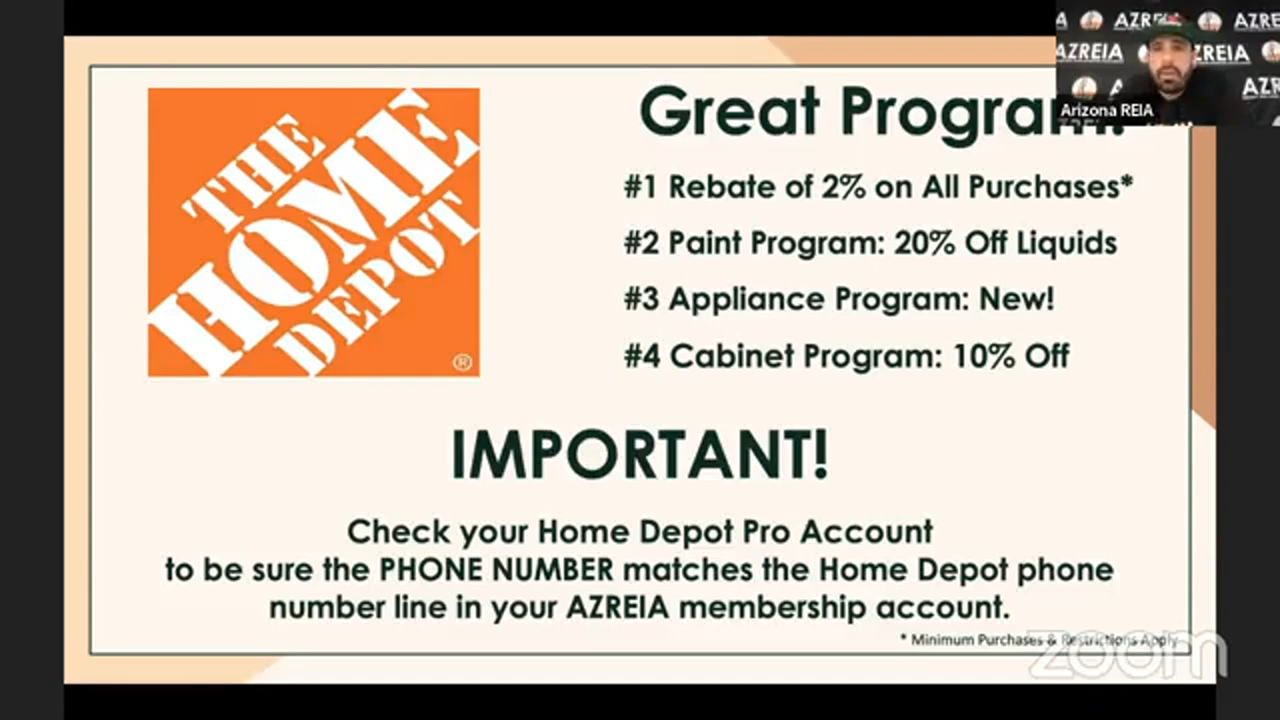 THE
HOME
DEPOT
®
Great Program!
#1 Rebate of 2% on All Purchases*
#2 Paint Program: 20% Off Liquids
#3 Appliance Program: New!
#4 Cabinet Program: 10% Off
IMPORTANT!
Check your Home Depot Pro Account
to be sure the PHONE NUMBER matches the Home Depot phone
number line in your AZREIA membership account.
* Minimum Purchases & Restrictions Apply
zoom
AZREIA
Arizona REIA